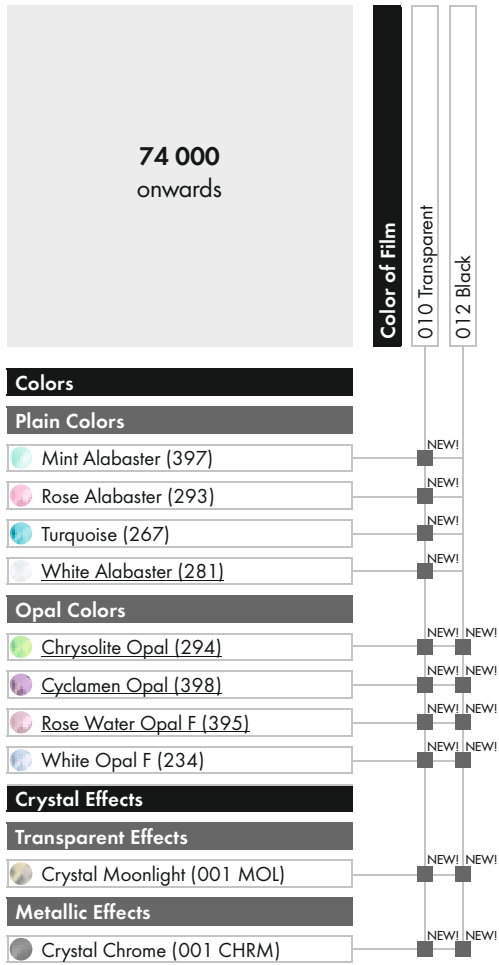 74 000
onwards
Color of Film
010 Transparent
012 Black
Colors
Plain Colors
NEW!
Mint Alabaster (397)
NEW!
Rose Alabaster (293)
NEW!
Turquoise (267)
NEW!
White Alabaster (281)
Opal Colors
NEW! NEW!
Chrysolite Opal (294)
NEW! NEW!
Cyclamen Opal (398)
NEW! NEW!
Rose Water Opal F (395)
NEW! NEW!
White Opal F (234)
Crystal Effects
Transparent Effects
NEW! NEW!
Crystal Moonlight (001 MOL)
Metallic Effects
NEW! NEW!
Crystal Chrome (001 CHRM)